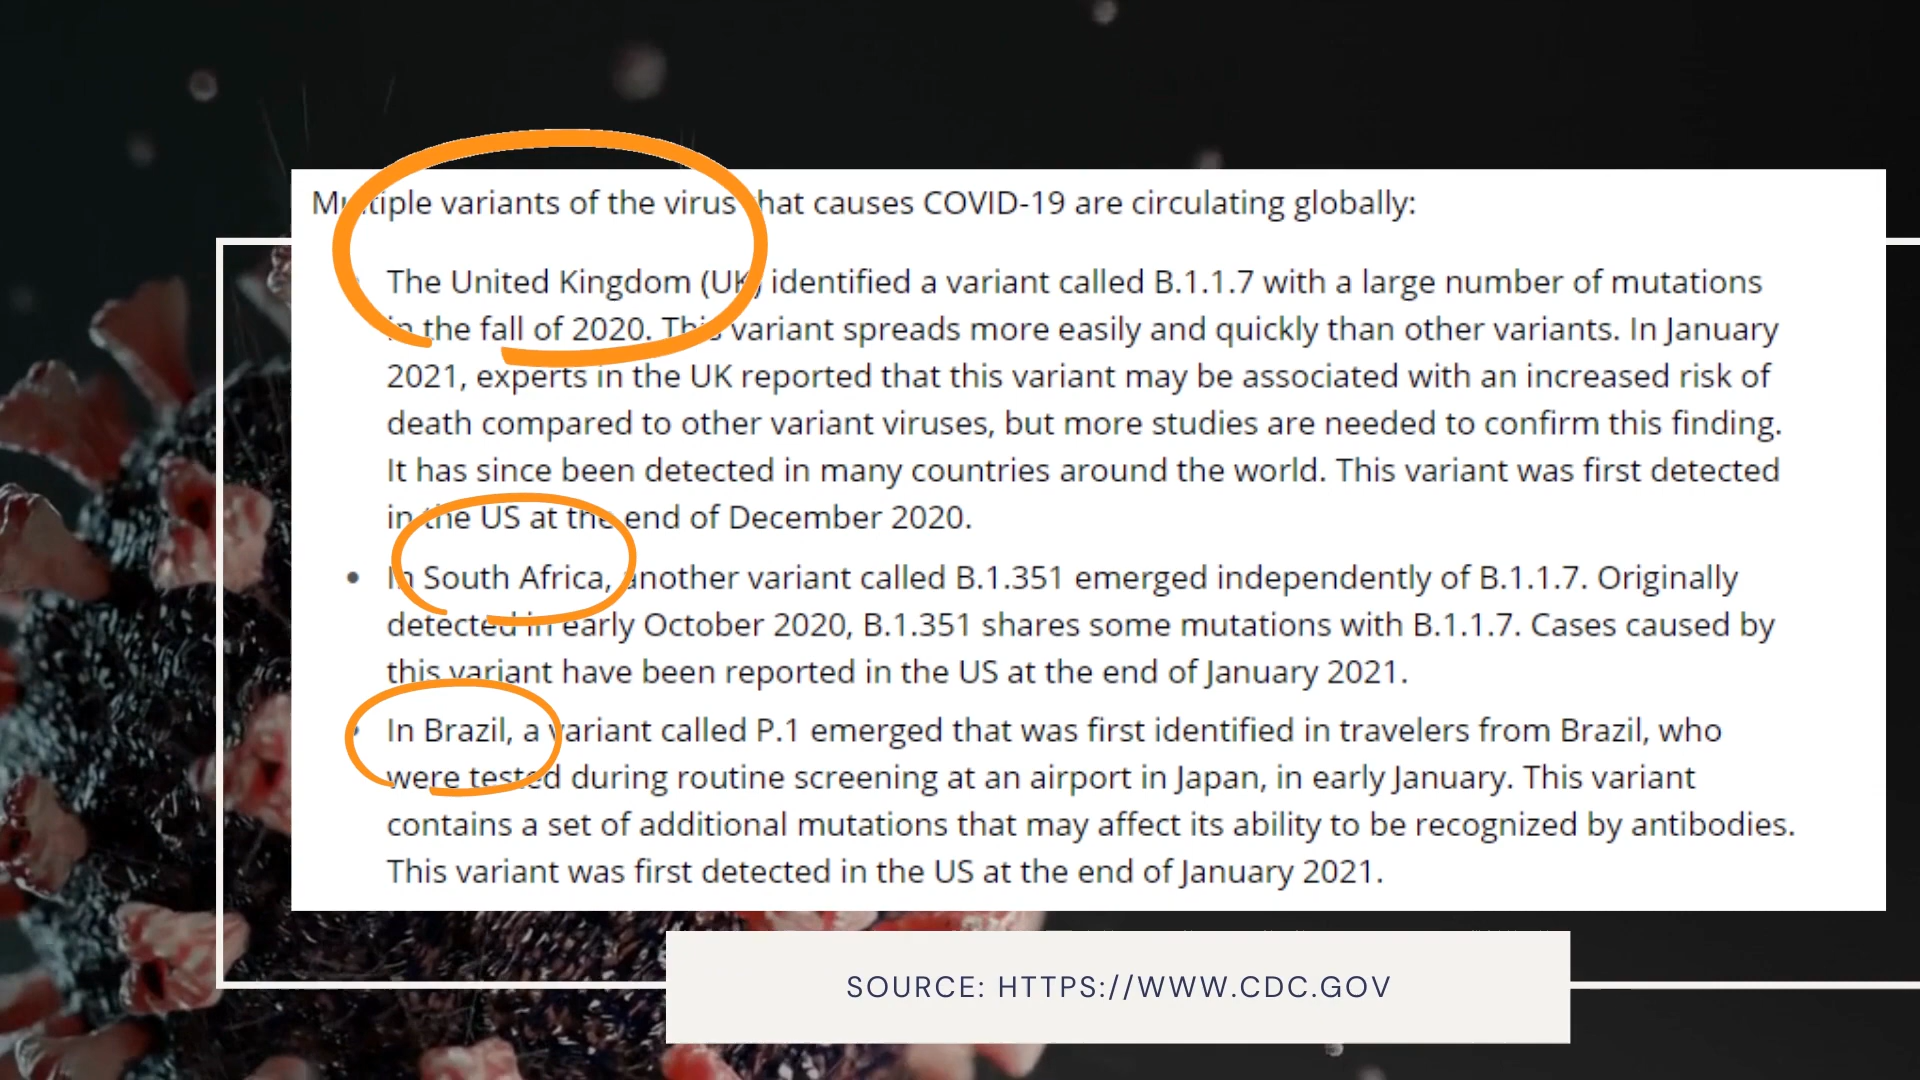 Multiple variants of the virus that causes COVID-19 are circulating globally:
The United Kingdom (UK) identified a variant called B.1.1.7 with a large number of mutations
in the fall of 2020. This variant spreads more easily and quickly than other variants. In January
2021, experts in the UK reported that this variant may be associated with an increased risk of
death compared to other variant viruses, but more studies are needed to confirm this finding.
It has since been detected in many countries around the world. This variant was first detected
in the US at the end of December 2020.
• In South Africa, another variant called B.1.351 emerged independently of B.1.1.7. Originally
detected in early October 2020, B.1.351 shares some mutations with B.1.1.7. Cases caused by
this variant have been reported in the US at the end of January 2021.
• In Brazil, a variant called P.1 emerged that was first identified in travelers from Brazil, who
were tested during routine screening at an airport in Japan, in early January. This variant
contains a set of additional mutations that may affect its ability to be recognized by antibodies.
This variant was first detected in the US at the end of January 2021.
SOURCE: HTTPS://WWW.CDC.GOV